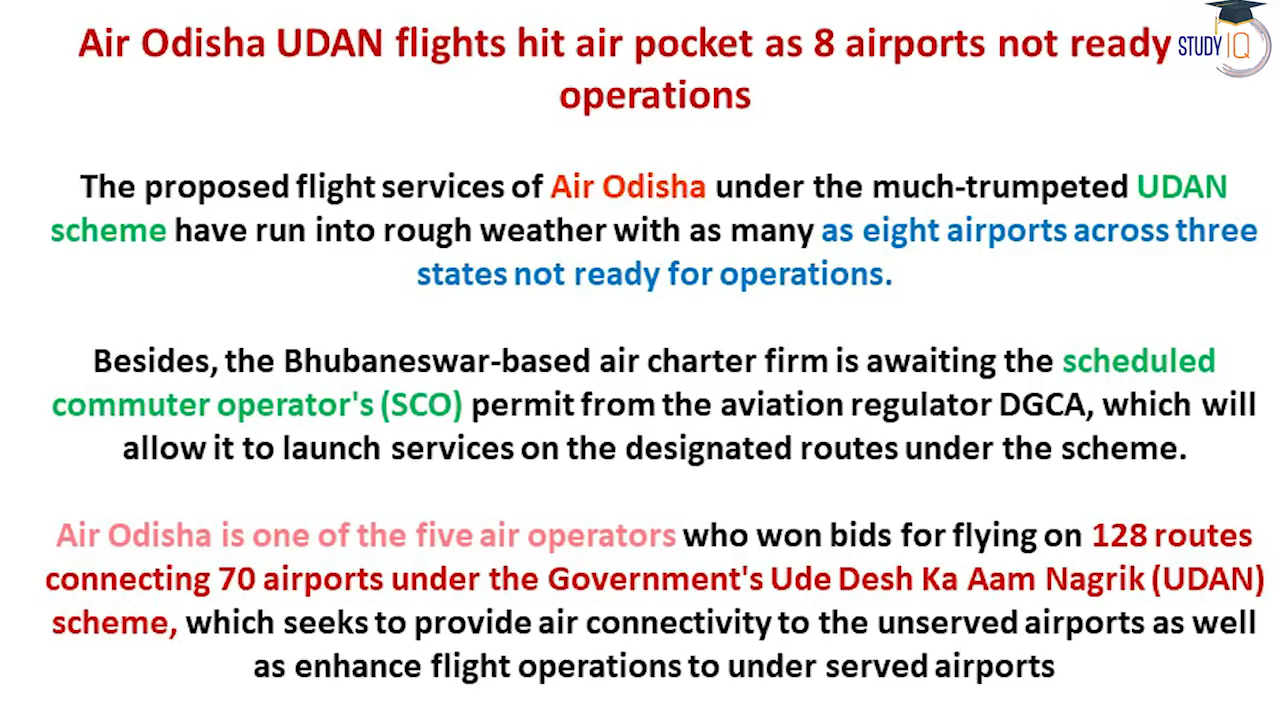 Air Odisha UDAN flights hit air pocket as 8 airports not ready
operations
STUDY IQ
The proposed flight services of Air Odisha under the much-trumpeted UDAN
scheme have run into rough weather with as many as eight airports across three
states not ready for operations.
Besides, the Bhubaneswar-based air charter firm is awaiting the scheduled
commuter operator's (SCO) permit from the aviation regulator DGCA, which will
allow it to launch services on the designated routes under the scheme.
Air Odisha is one of the five air operators who won bids for flying on 128 routes
connecting 70 airports under the Government's Ude Desh Ka Aam Nagrik (UDAN)
scheme, which seeks to provide air connectivity to the unserved airports as well
as enhance flight operations to under served airports